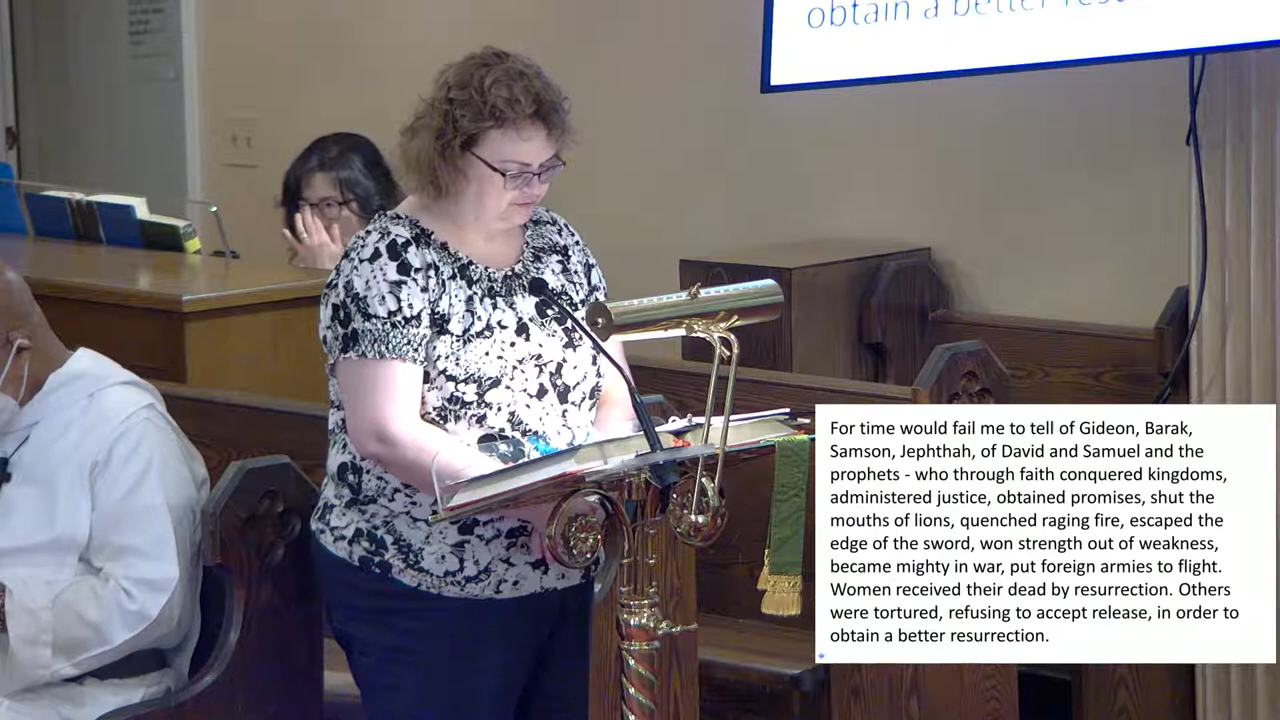 obtain a better
For time would fail me to tell of Gideon, Barak,
Samson, Jephthah, of David and Samuel and the
prophets - who through faith conquered kingdoms,
administered justice, obtained promises, shut the
mouths of lions, quenched raging fire, escaped the
edge of the sword, won strength out of weakness,
became mighty in war, put foreign armies to flight.
Women received their dead by resurrection. Others
were tortured, refusing to accept release, in order to
obtain a better resurrection.